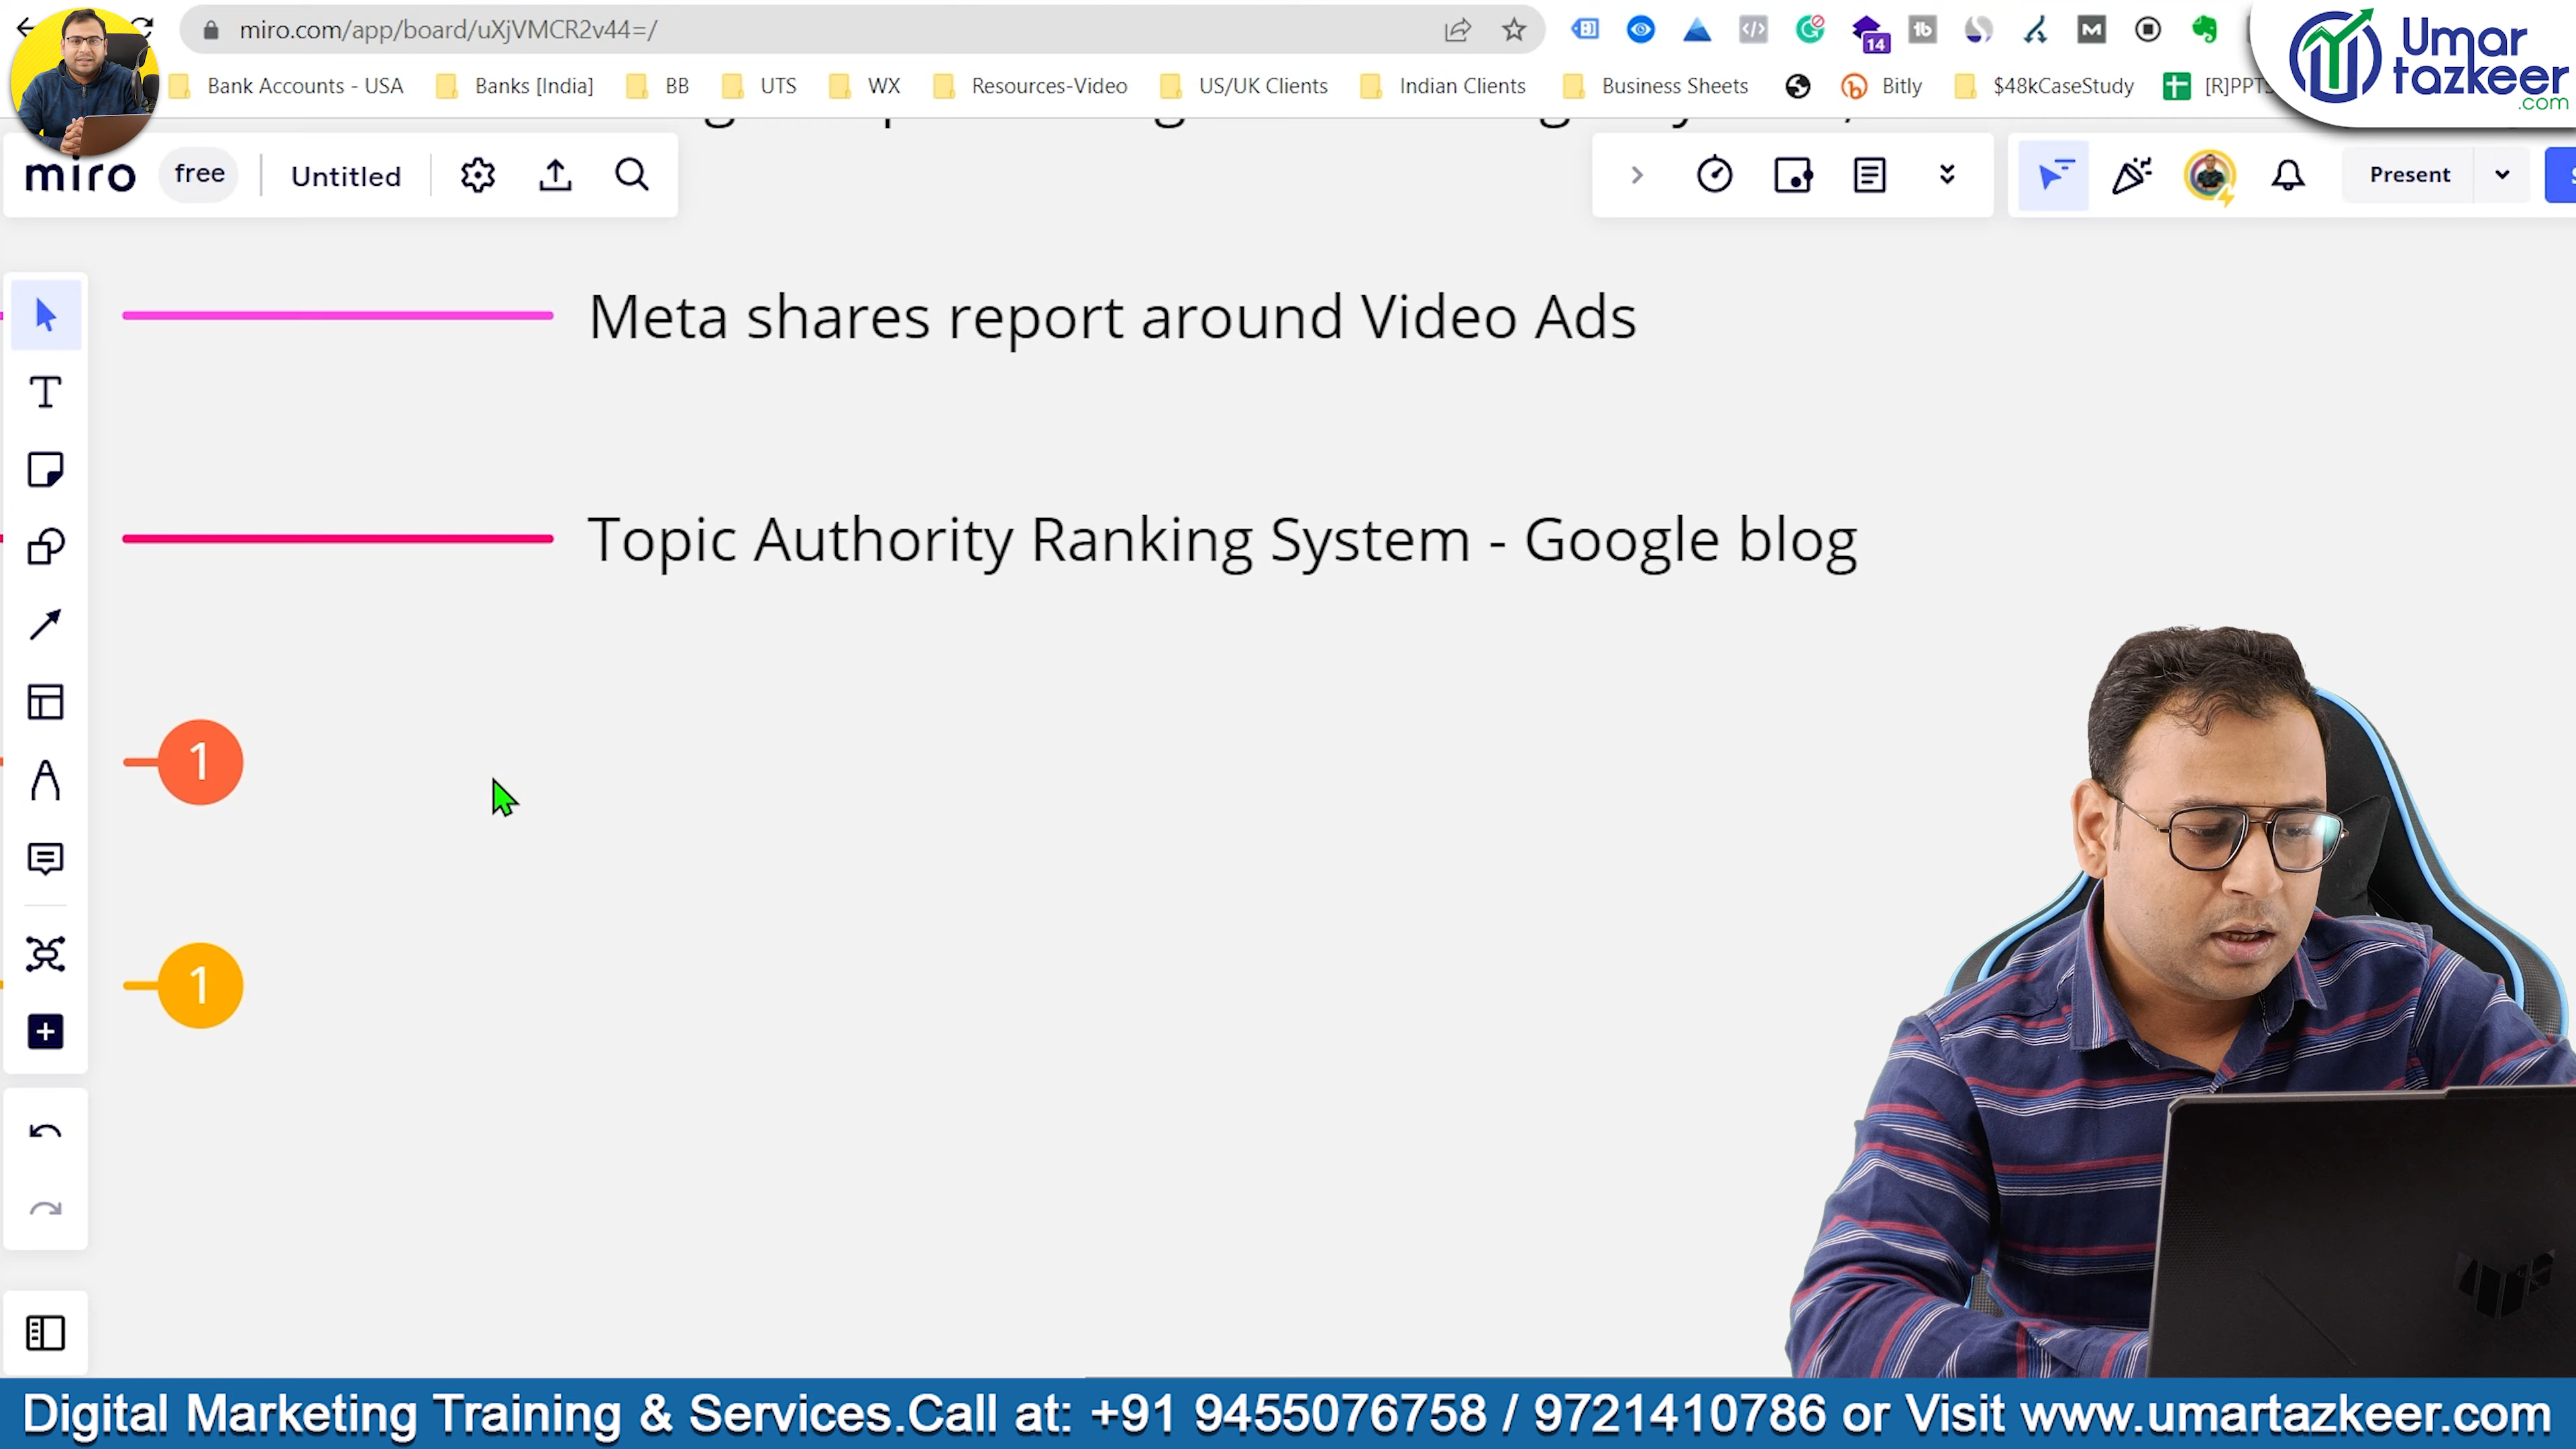 miro.com/app/board/uXjVMCR2v44=/
14
Umar
tazkeer
.com
Bank Accounts - USA
Banks [India]
BB
UTS
WX
Resources-Video
US/UK Clients
Indian Clients
Business Sheets
Bitly
$48kCaseStudy
miro
free
Untitled
Present
Meta shares report around Video Ads
Topic Authority Ranking System - Google blog
1
1
Digital Marketing Training & Services.Call at: +91 9455076758 / 9721410786 or Visit www.umartazkeer.com